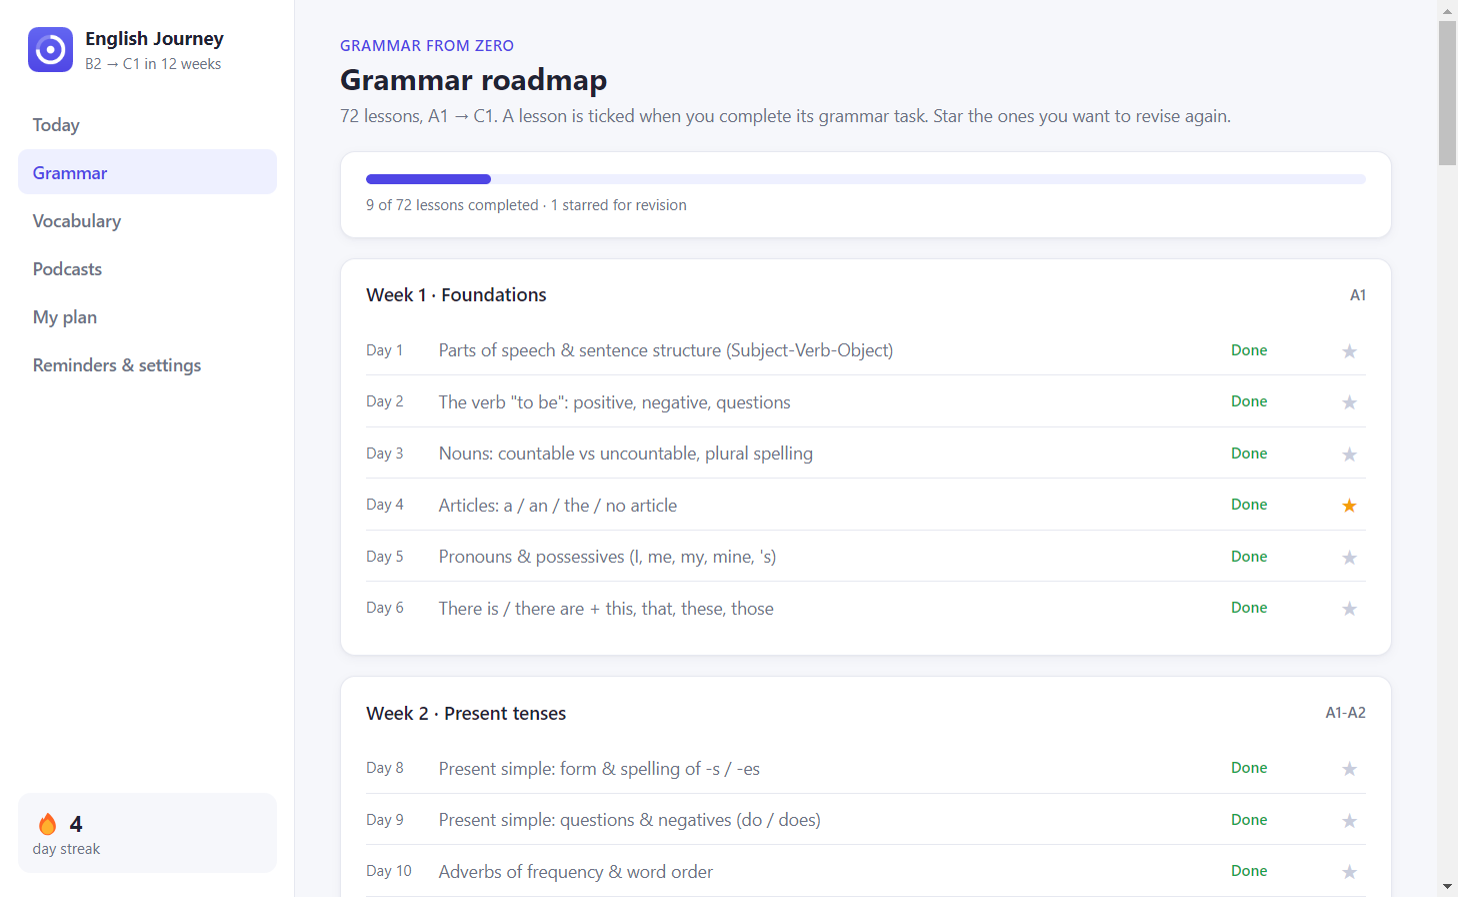 English Journey
B2 → C1 in 12 weeks
Today
Grammar
Vocabulary
Podcasts
My plan
Reminders & settings
4
day streak
GRAMMAR FROM ZERO
Grammar roadmap
72 lessons, A1 → C1. A lesson is ticked when you complete its grammar task. Star the ones you want to revise again.
9 of 72 lessons completed · 1 starred for revision
Week 1 · Foundations A1
Day 1 Parts of speech & sentence structure (Subject-Verb-Object) Done ★
Day 2 The verb "to be": positive, negative, questions Done ★
Day 3 Nouns: countable vs uncountable, plural spelling Done ★
Day 4 Articles: a / an / the / no article Done ★
Day 5 Pronouns & possessives (I, me, my, mine, 's) Done ★
Day 6 There is / there are + this, that, these, those Done ★
Week 2 · Present tenses A1-A2
Day 8 Present simple: form & spelling of -s / -es Done ★
Day 9 Present simple: questions & negatives (do / does) Done ★
Day 10 Adverbs of frequency & word order Done ★